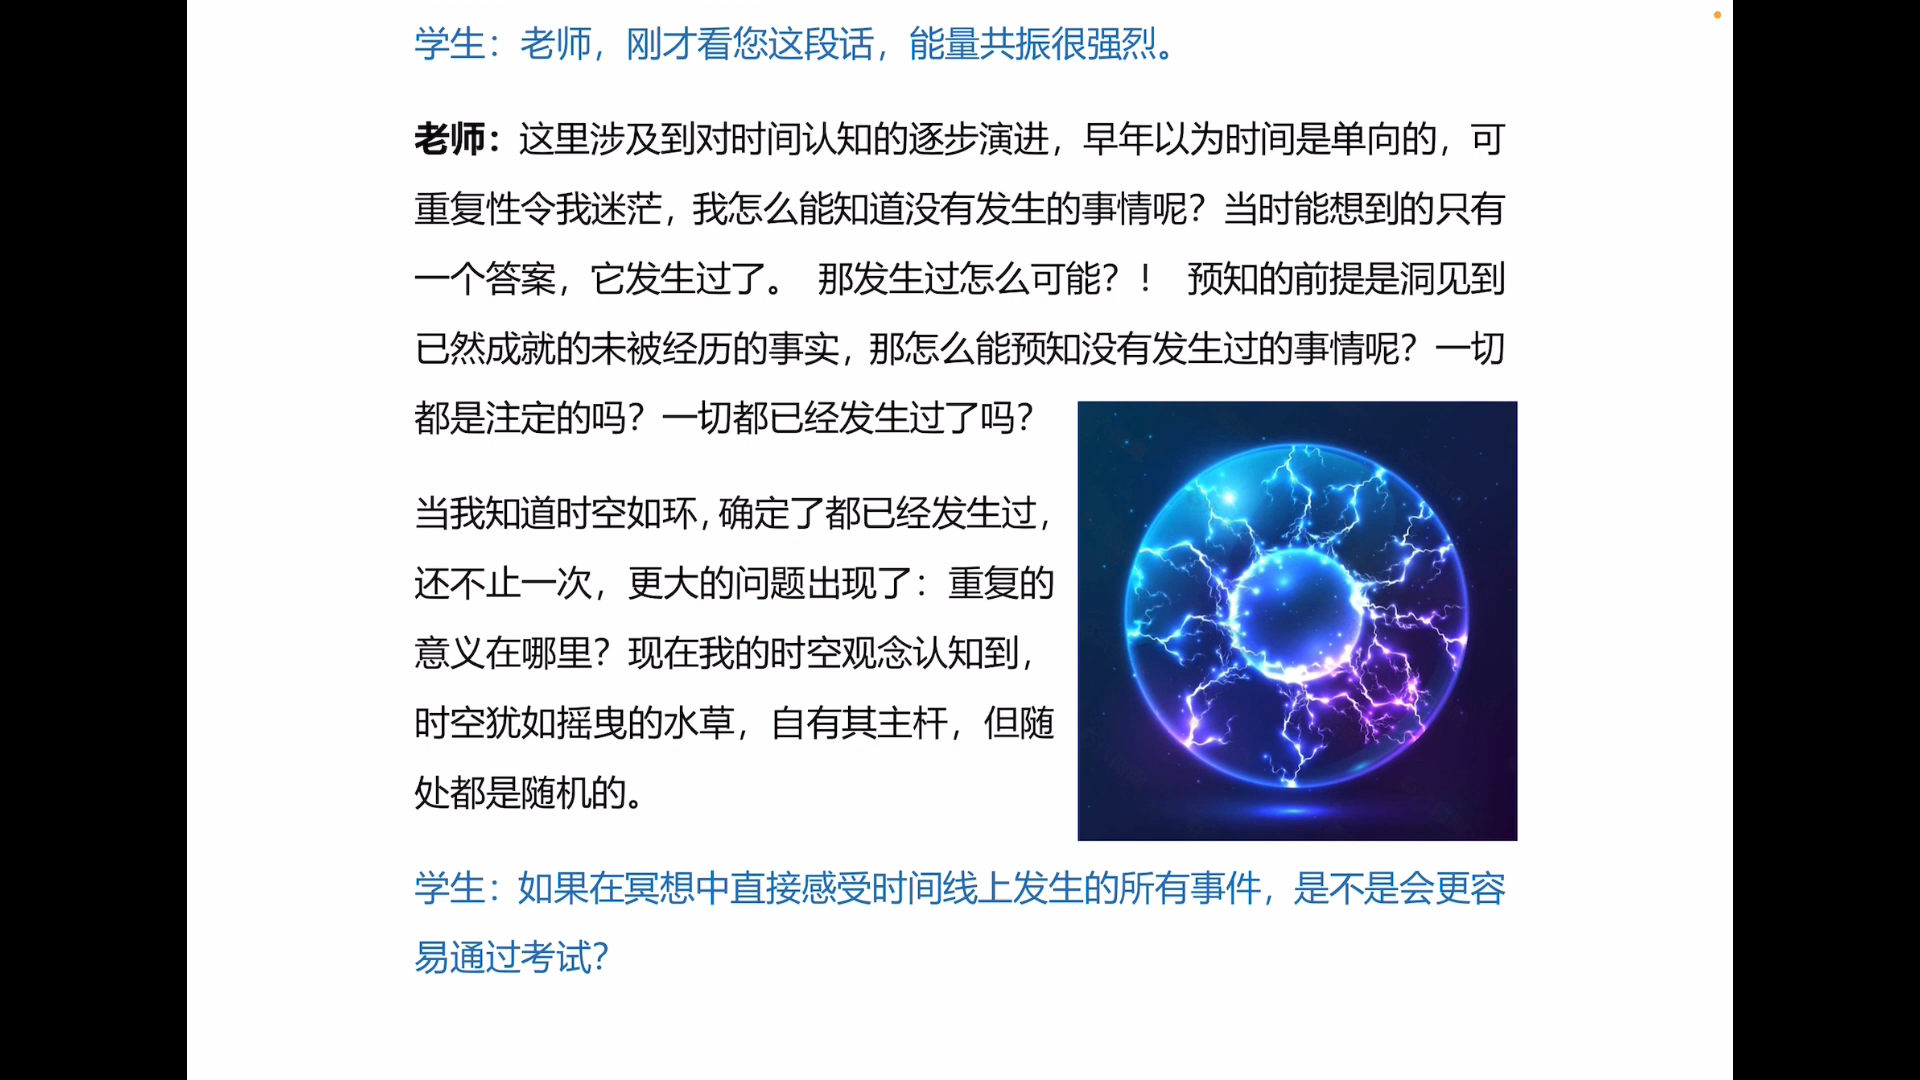 学生：老师，刚才看您这段话，能量共振很强烈。
老师：这里涉及到对时间认知的逐步演进，早年以为时间是单向的，可
重复性令我迷茫，我怎么能知道没有发生的事情呢？当时能想到的只有
一个答案，它发生过了。 那发生过怎么可能？！ 预知的前提是洞见到
已然成就的未被经历的事实，那怎么能预知没有发生过的事情呢？一切
都是注定的吗？一切都已经发生过了吗？
当我知道时空如环，确定了都已经发生过，
还不止一次，更大的问题出现了：重复的
意义在哪里？现在我的时空观念认知到，
时空犹如摇曳的水草，自有其主杆，但随
处都是随机的。
学生：如果在冥想中直接感受时间线上发生的所有事件，是不是会更容
易通过考试？